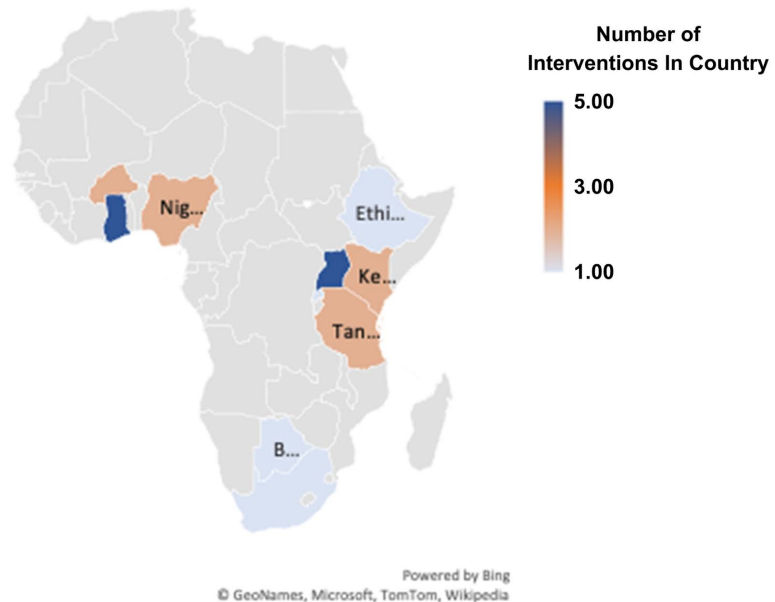 Number of
Interventions In Country
5.00
3.00
1.00
Nig...
Ethi...
Ke...
Tan...
B...
Powered by Bing
© GeoNames, Microsoft, TomTom, Wikipedia